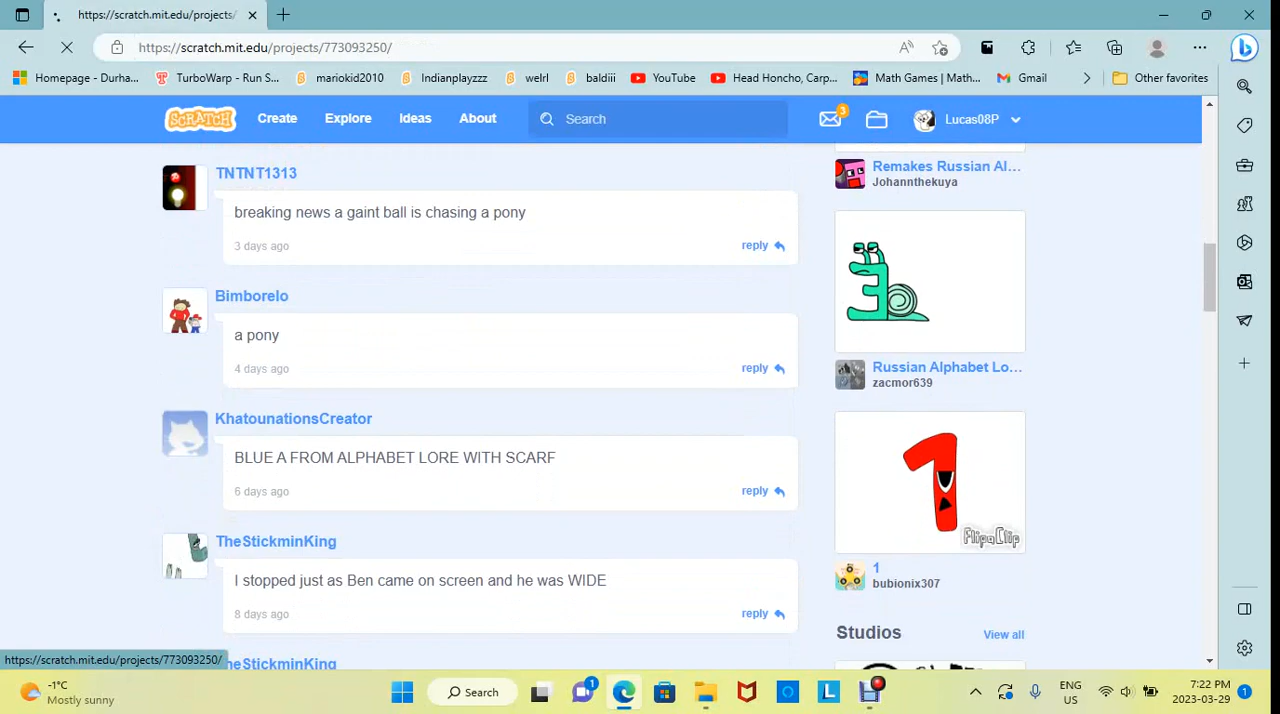 https://scratch.mit.edu/projects/
https://scratch.mit.edu/projects/773093250/
Homepage - Durha...
TurboWarp - Run S...
mariokid2010
Indianplayzzz
welrl
baldiii
YouTube
Head Honcho, Carp...
Math Games | Math...
Gmail
Other favorites
SCRATCH
Create
Explore
Ideas
About
Search
3
Lucas08P
TNTNT1313
breaking news a gaint ball is chasing a pony
3 days ago
reply
Bimborelo
a pony
4 days ago
reply
KhatounationsCreator
BLUE A FROM ALPHABET LORE WITH SCARF
6 days ago
reply
TheStickminKing
I stopped just as Ben came on screen and he was WIDE
8 days ago
reply
TheStickminKing
Remakes Russian Al...
Johannthekuya
Russian Alphabet Lo...
zacmor639
FlipaClip
1
bubionix307
Studios
View all
https://scratch.mit.edu/projects/773093250/
-1°C
Mostly sunny
Search
1
ENG
US
7:22 PM
2023-03-29
1